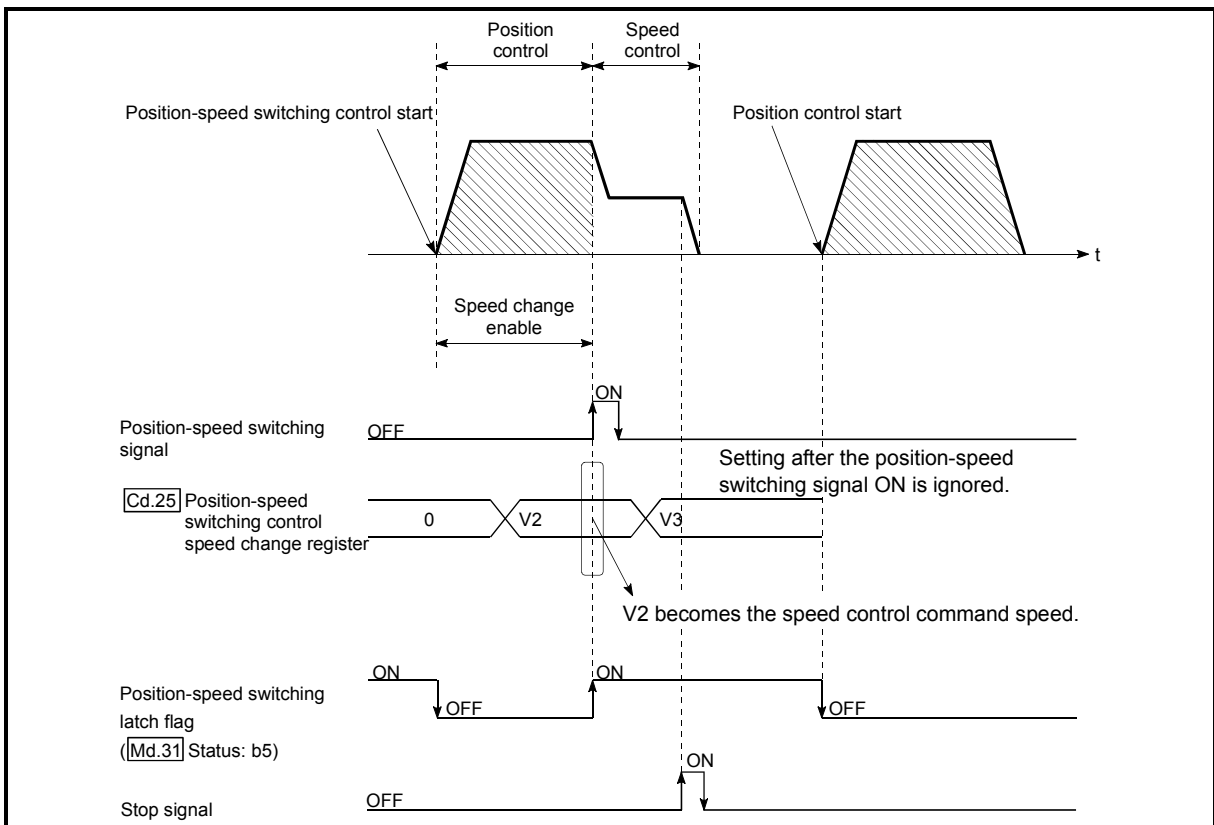 Position
control
Speed
control
Position-speed switching control start
Position control start
t
Speed change
enable
ON
Position-speed switching
signal
OFF
Setting after the position-speed
switching signal ON is ignored.
Cd.25 Position-speed
switching control
speed change register
0
V2
V3
V2 becomes the speed control command speed.
ON
ON
Position-speed switching
latch flag
(Md.31 Status: b5)
OFF
OFF
ON
Stop signal
OFF